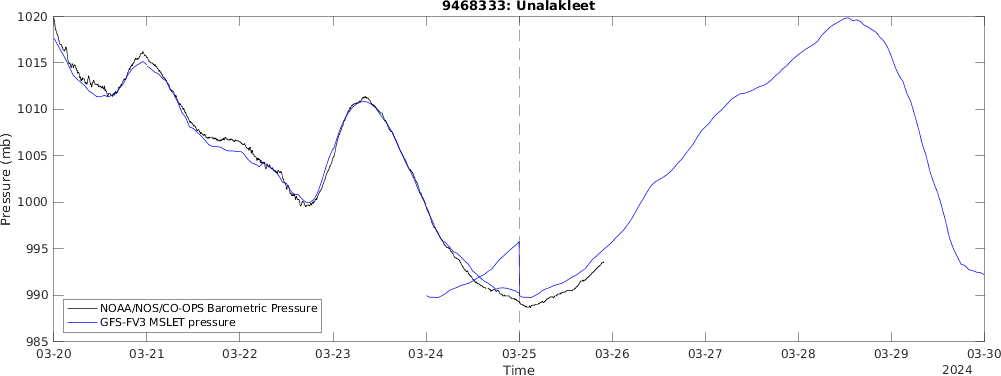 9468333: Unalakleet
1020
1015
1010
1005
1000
995
990
985
Pressure (mb)
NOAA/NOS/CO-OPS Barometric Pressure
GFS-FV3 MSLET pressure
03-20 03-21 03-22 03-23 03-24 03-25 03-26 03-27 03-28 03-29 03-30
Time
2024